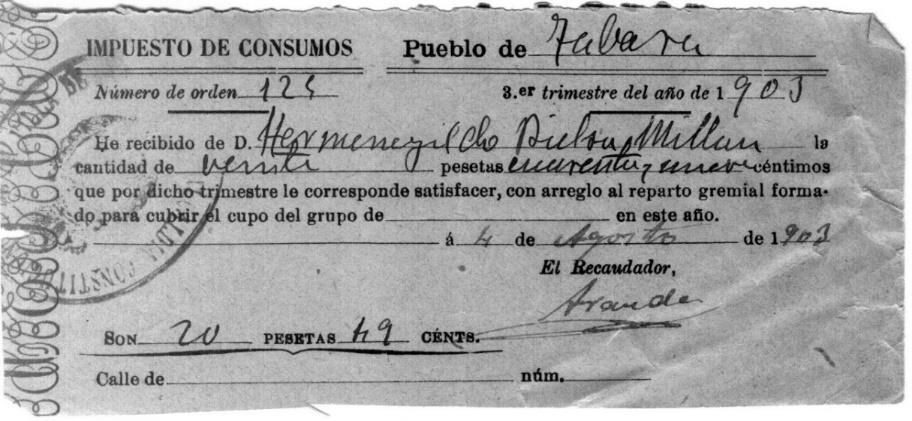 IMPUESTO DE CONSUMOS Pueblo de Fabara
Número de orden 125 3.er trimestre del año de 1903
He recibido de D. Hermenegildo Bielsa Millan la
cantidad de veinte pesetas cuarenta y nueve céntimos
que por dicho trimestre le corresponde satisfacer, con arreglo al reparto gremial forma-
do para cubrir el cupo del grupo de en este año.
á 4 de Agosto de 1903
El Recaudador,
Aranda
SON 20 PESETAS 49 CÉNTS.
Calle de núm.